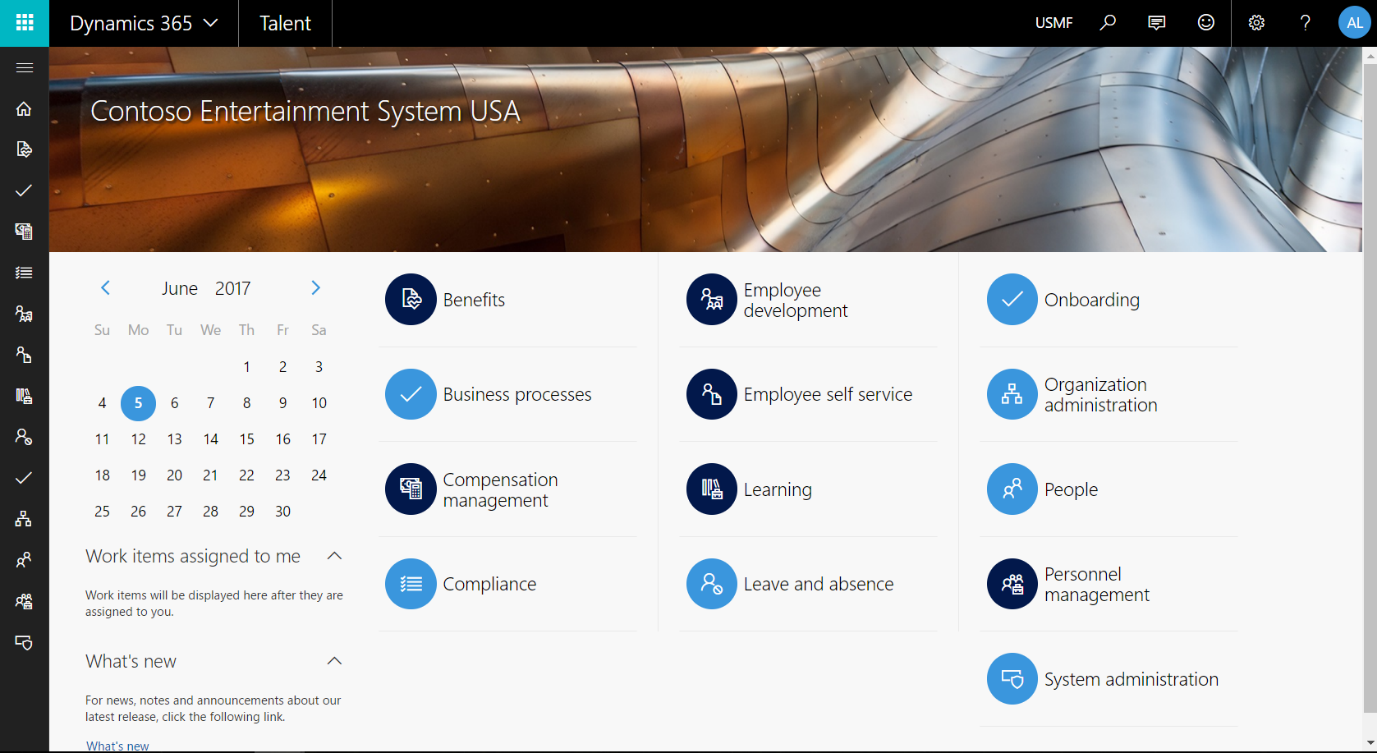 Dynamics 365 Talent USMF ? AL
Contoso Entertainment System USA
June 2017
Su Mo Tu We Th Fr Sa
1 2 3
4 5 6 7 8 9 10
11 12 13 14 15 16 17
18 19 20 21 22 23 24
25 26 27 28 29 30
Work items assigned to me
Work items will be displayed here after they are
assigned to you.
What's new
For news, notes and announcements about our
latest release, click the following link.
What's new
Benefits
Business processes
Compensation
management
Compliance
Employee
development
Employee self service
Learning
Leave and absence
Onboarding
Organization
administration
People
Personnel
management
System administration